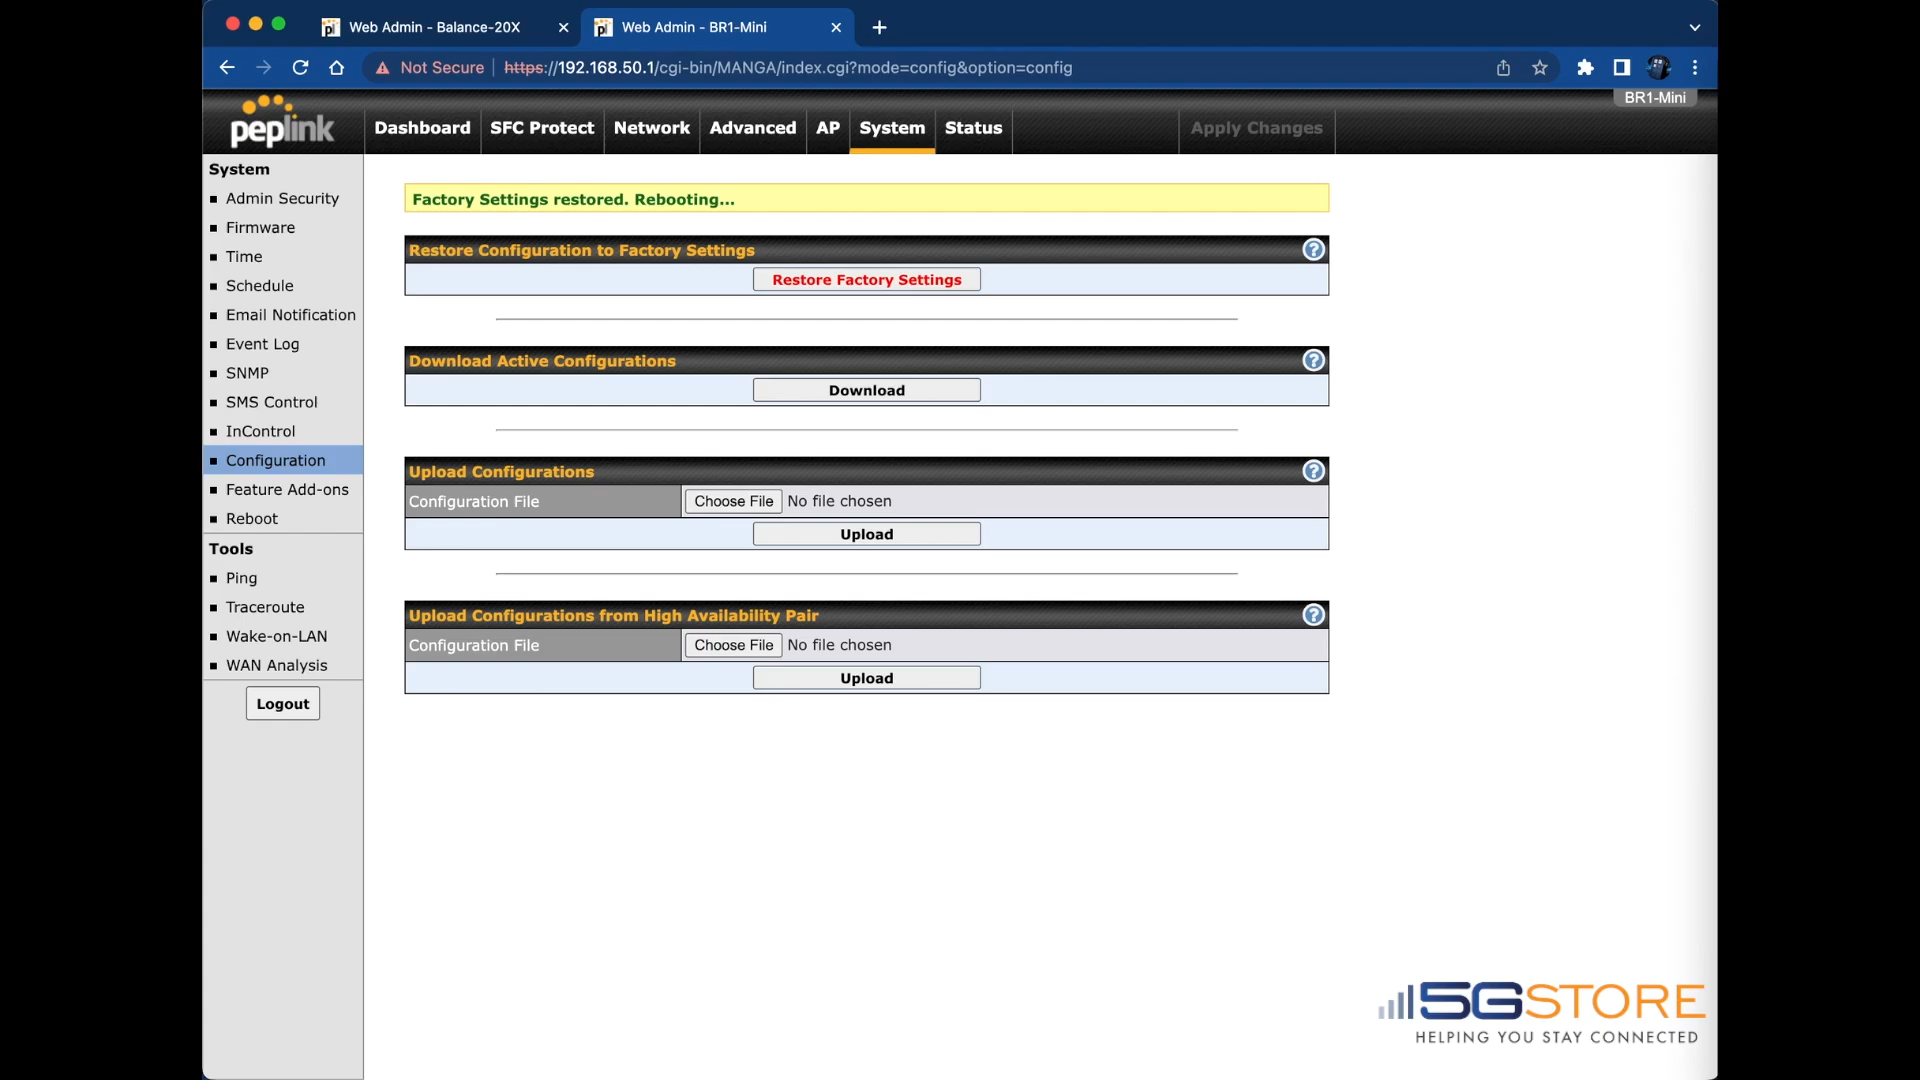 Web Admin - Balance-20X
Web Admin - BR1-Mini
Not Secure https://192.168.50.1/cgi-bin/MANGA/index.cgi?mode=config&option=config
BR1-Mini
peplink
Dashboard SFC Protect Network Advanced AP System Status Apply Changes
System
Admin Security
Firmware
Time
Schedule
Email Notification
Event Log
SNMP
SMS Control
InControl
Configuration
Feature Add-ons
Reboot
Tools
Ping
Traceroute
Wake-on-LAN
WAN Analysis
Logout
Factory Settings restored. Rebooting...
Restore Configuration to Factory Settings
Restore Factory Settings
Download Active Configurations
Download
Upload Configurations
Configuration File Choose File No file chosen
Upload
Upload Configurations from High Availability Pair
Configuration File Choose File No file chosen
Upload
5GSTORE
HELPING YOU STAY CONNECTED